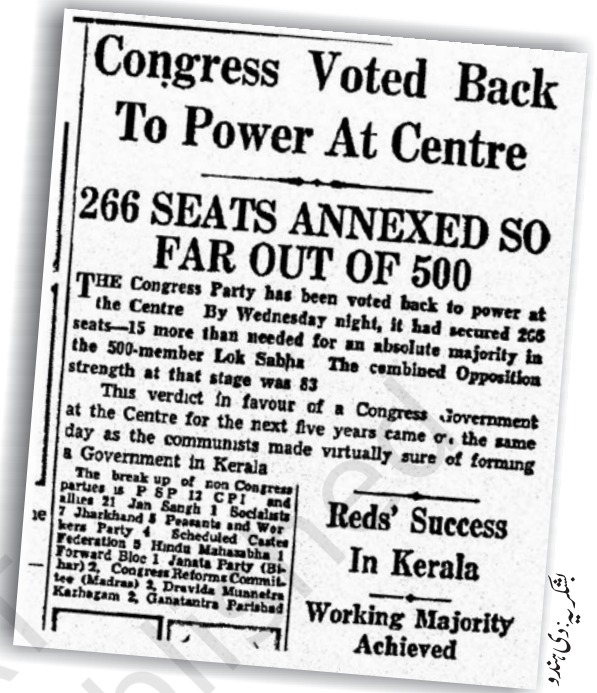 Congress Voted Back
To Power At Centre
266 SEATS ANNEXED SO
FAR OUT OF 500
THE Congress Party has been voted back to power at
the Centre By Wednesday night, it had secured 266
seats—15 more than needed for an absolute majority in
the 500-member Lok Sabha The combined Opposition
strength at that stage was 83
This verdict in favour of a Congress Government
at the Centre for the next five years came on the same
day as the communists made virtually sure of forming
a Government in Kerala
The break up of non Congress
parties is P S P 12 C P I and
allies 21 Jan Sangh 1 Socialists
7 Jharkhand 5 Peasants and Wor-
kers Party 4 Scheduled Castes
Federation 5 Hindu Mahasabha 1
Forward Bloc 1 Janata Party (Bi-
har) 2, Congress Reforms Commit-
tee (Madras) 2, Dravida Munnetra
Kazhagam 2, Ganatantra Parishad
Reds' Success
In Kerala
Working Majority
Achieved
بشکریہ: دی ہندو